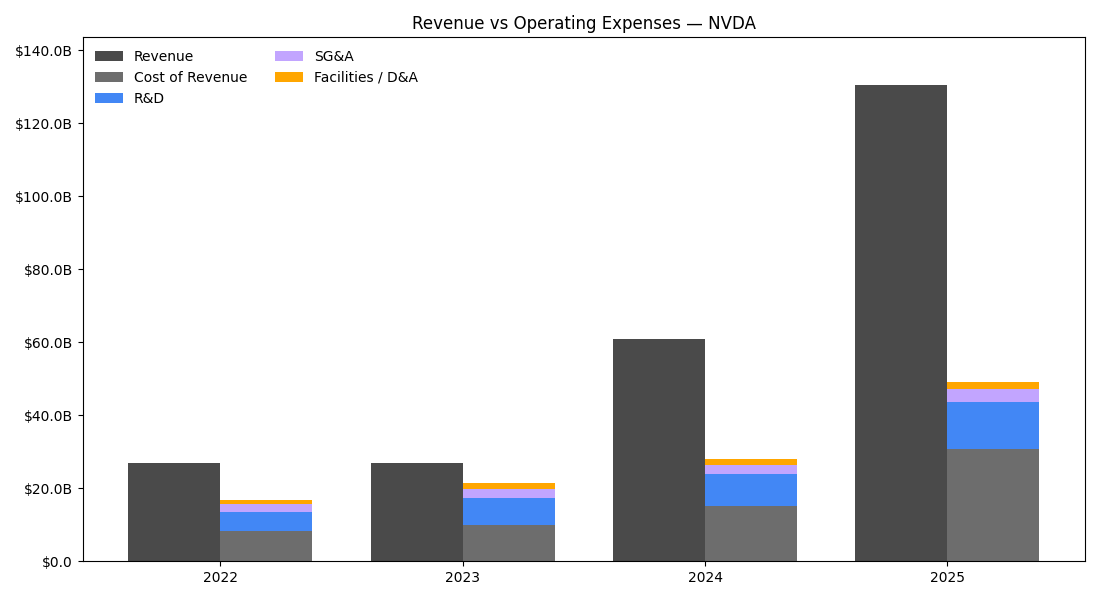 Revenue vs Operating Expenses — NVDA
Revenue
Cost of Revenue
R&D
SG&A
Facilities / D&A
$140.0B
$120.0B
$100.0B
$80.0B
$60.0B
$40.0B
$20.0B
$0.0
2022
2023
2024
2025